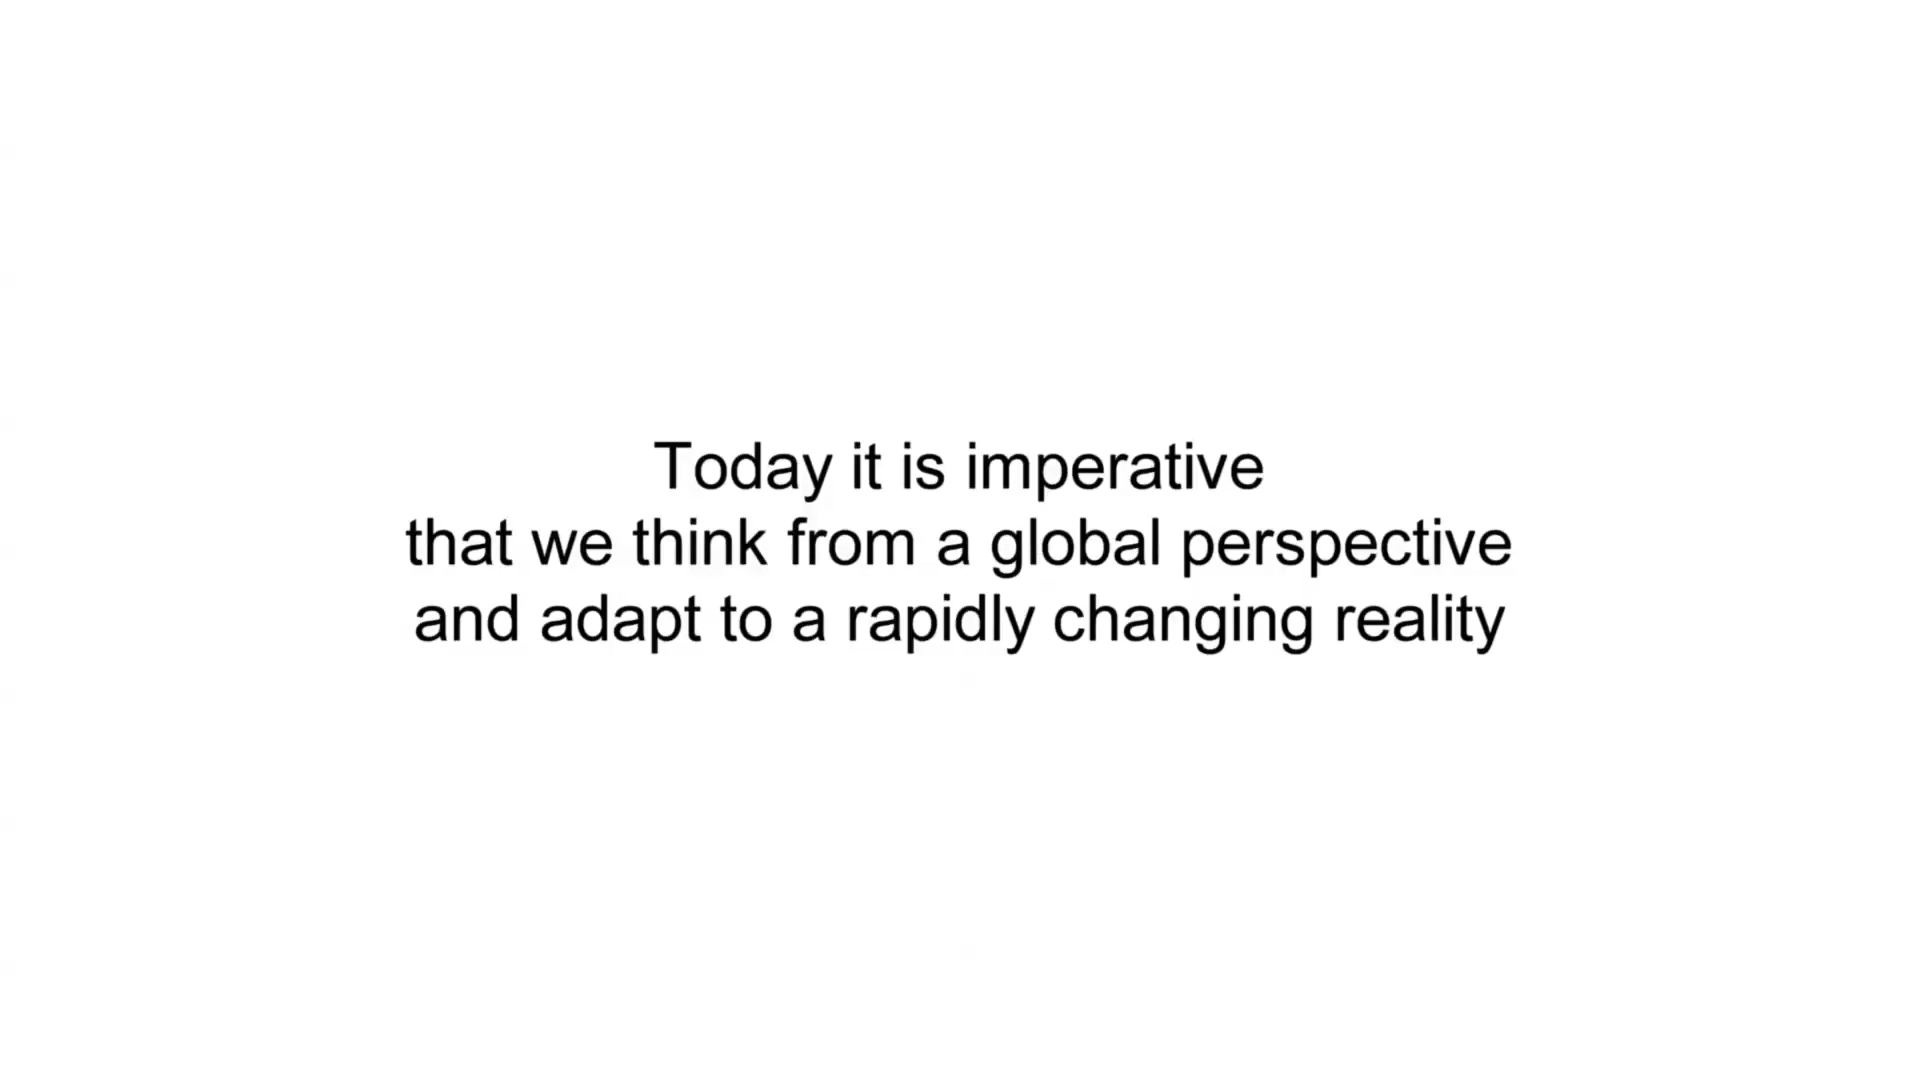 Today it is imperative
that we think from a global perspective
and adapt to a rapidly changing reality